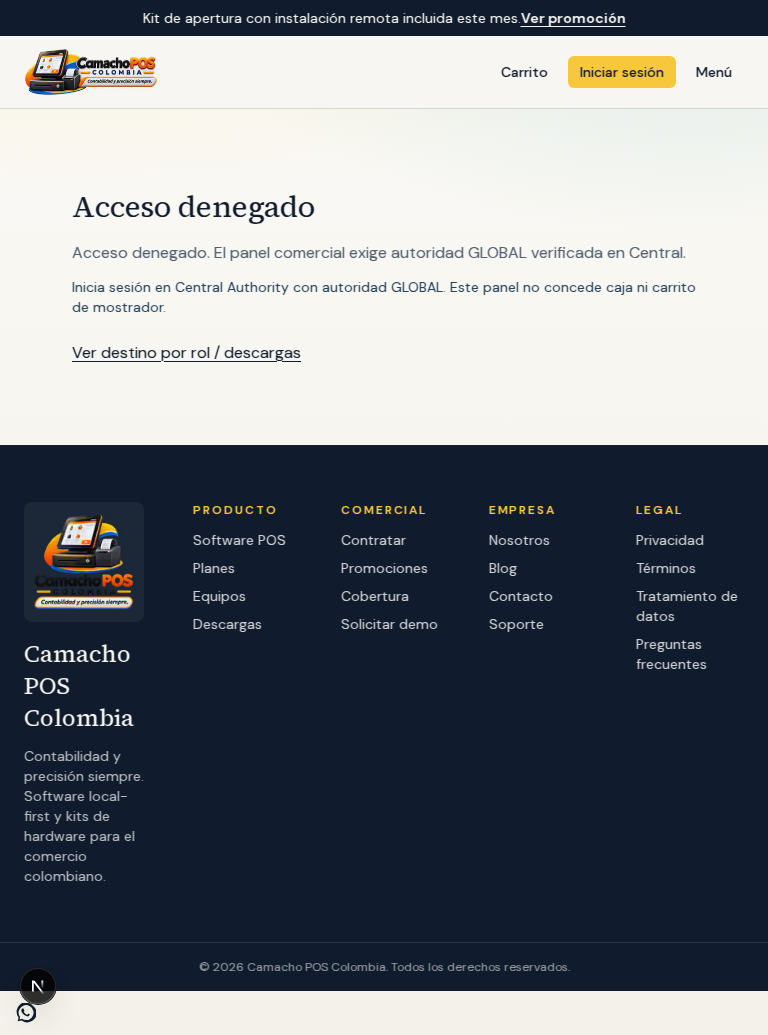 Kit de apertura con instalación remota incluida este mes.Ver promoción
CamachoPOS
COLOMBIA
Contabilidad y precisión siempre.
Carrito
Iniciar sesión
Menú
Acceso denegado
Acceso denegado. El panel comercial exige autoridad GLOBAL verificada en Central.
Inicia sesión en Central Authority con autoridad GLOBAL. Este panel no concede caja ni carrito
de mostrador.
Ver destino por rol / descargas
CamachoPOS
COLOMBIA
Contabilidad y precisión siempre.
Camacho
POS
Colombia
Contabilidad y
precisión siempre.
Software local-
first y kits de
hardware para el
comercio
colombiano.
PRODUCTO
Software POS
Planes
Equipos
Descargas
COMERCIAL
Contratar
Promociones
Cobertura
Solicitar demo
EMPRESA
Nosotros
Blog
Contacto
Soporte
LEGAL
Privacidad
Términos
Tratamiento de
datos
Preguntas
frecuentes
© 2026 Camacho POS Colombia. Todos los derechos reservados.
N